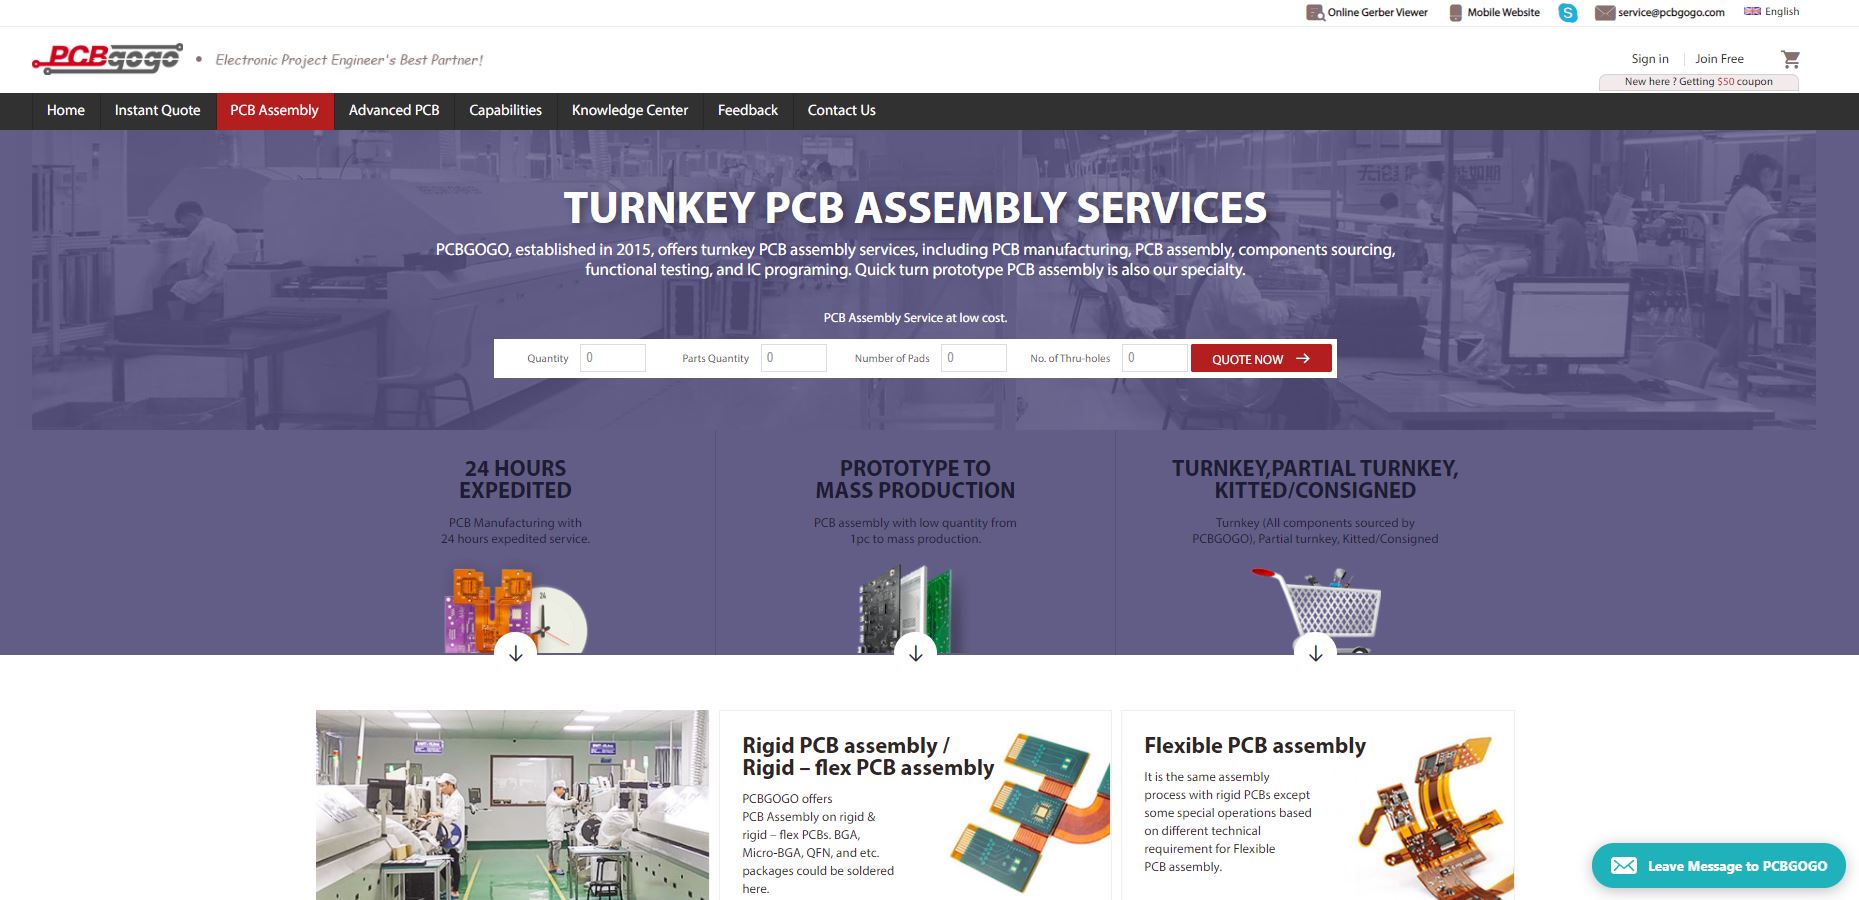 Online Gerber Viewer
Mobile Website
service@pcbgogo.com
English
PCBgogo
Electronic Project Engineer's Best Partner!
Sign in
Join Free
New here ? Getting $50 coupon
Home
Instant Quote
PCB Assembly
Advanced PCB
Capabilities
Knowledge Center
Feedback
Contact Us
TURNKEY PCB ASSEMBLY SERVICES
PCBGOGO, established in 2015, offers turnkey PCB assembly services, including PCB manufacturing, PCB assembly, components sourcing,
functional testing, and IC programing. Quick turn prototype PCB assembly is also our specialty.
PCB Assembly Service at low cost.
Quantity 0
Parts Quantity 0
Number of Pads 0
No. of Thru-holes 0
QUOTE NOW
24 HOURS
EXPEDITED
PCB Manufacturing with
24 hours expedited service.
24
PROTOTYPE TO
MASS PRODUCTION
PCB assembly with low quantity from
1pc to mass production.
TURNKEY,PARTIAL TURNKEY,
KITTED/CONSIGNED
Turnkey (All components sourced by
PCBGOGO), Partial turnkey, Kitted/Consigned
Rigid PCB assembly /
Rigid – flex PCB assembly
PCBGOGO offers
PCB Assembly on rigid &
rigid – flex PCBs. BGA,
Micro-BGA, QFN, and etc.
packages could be soldered
here.
Flexible PCB assembly
It is the same assembly
process with rigid PCBs except
some special operations based
on different technical
requirement for Flexible
PCB assembly.
Leave Message to PCBGOGO